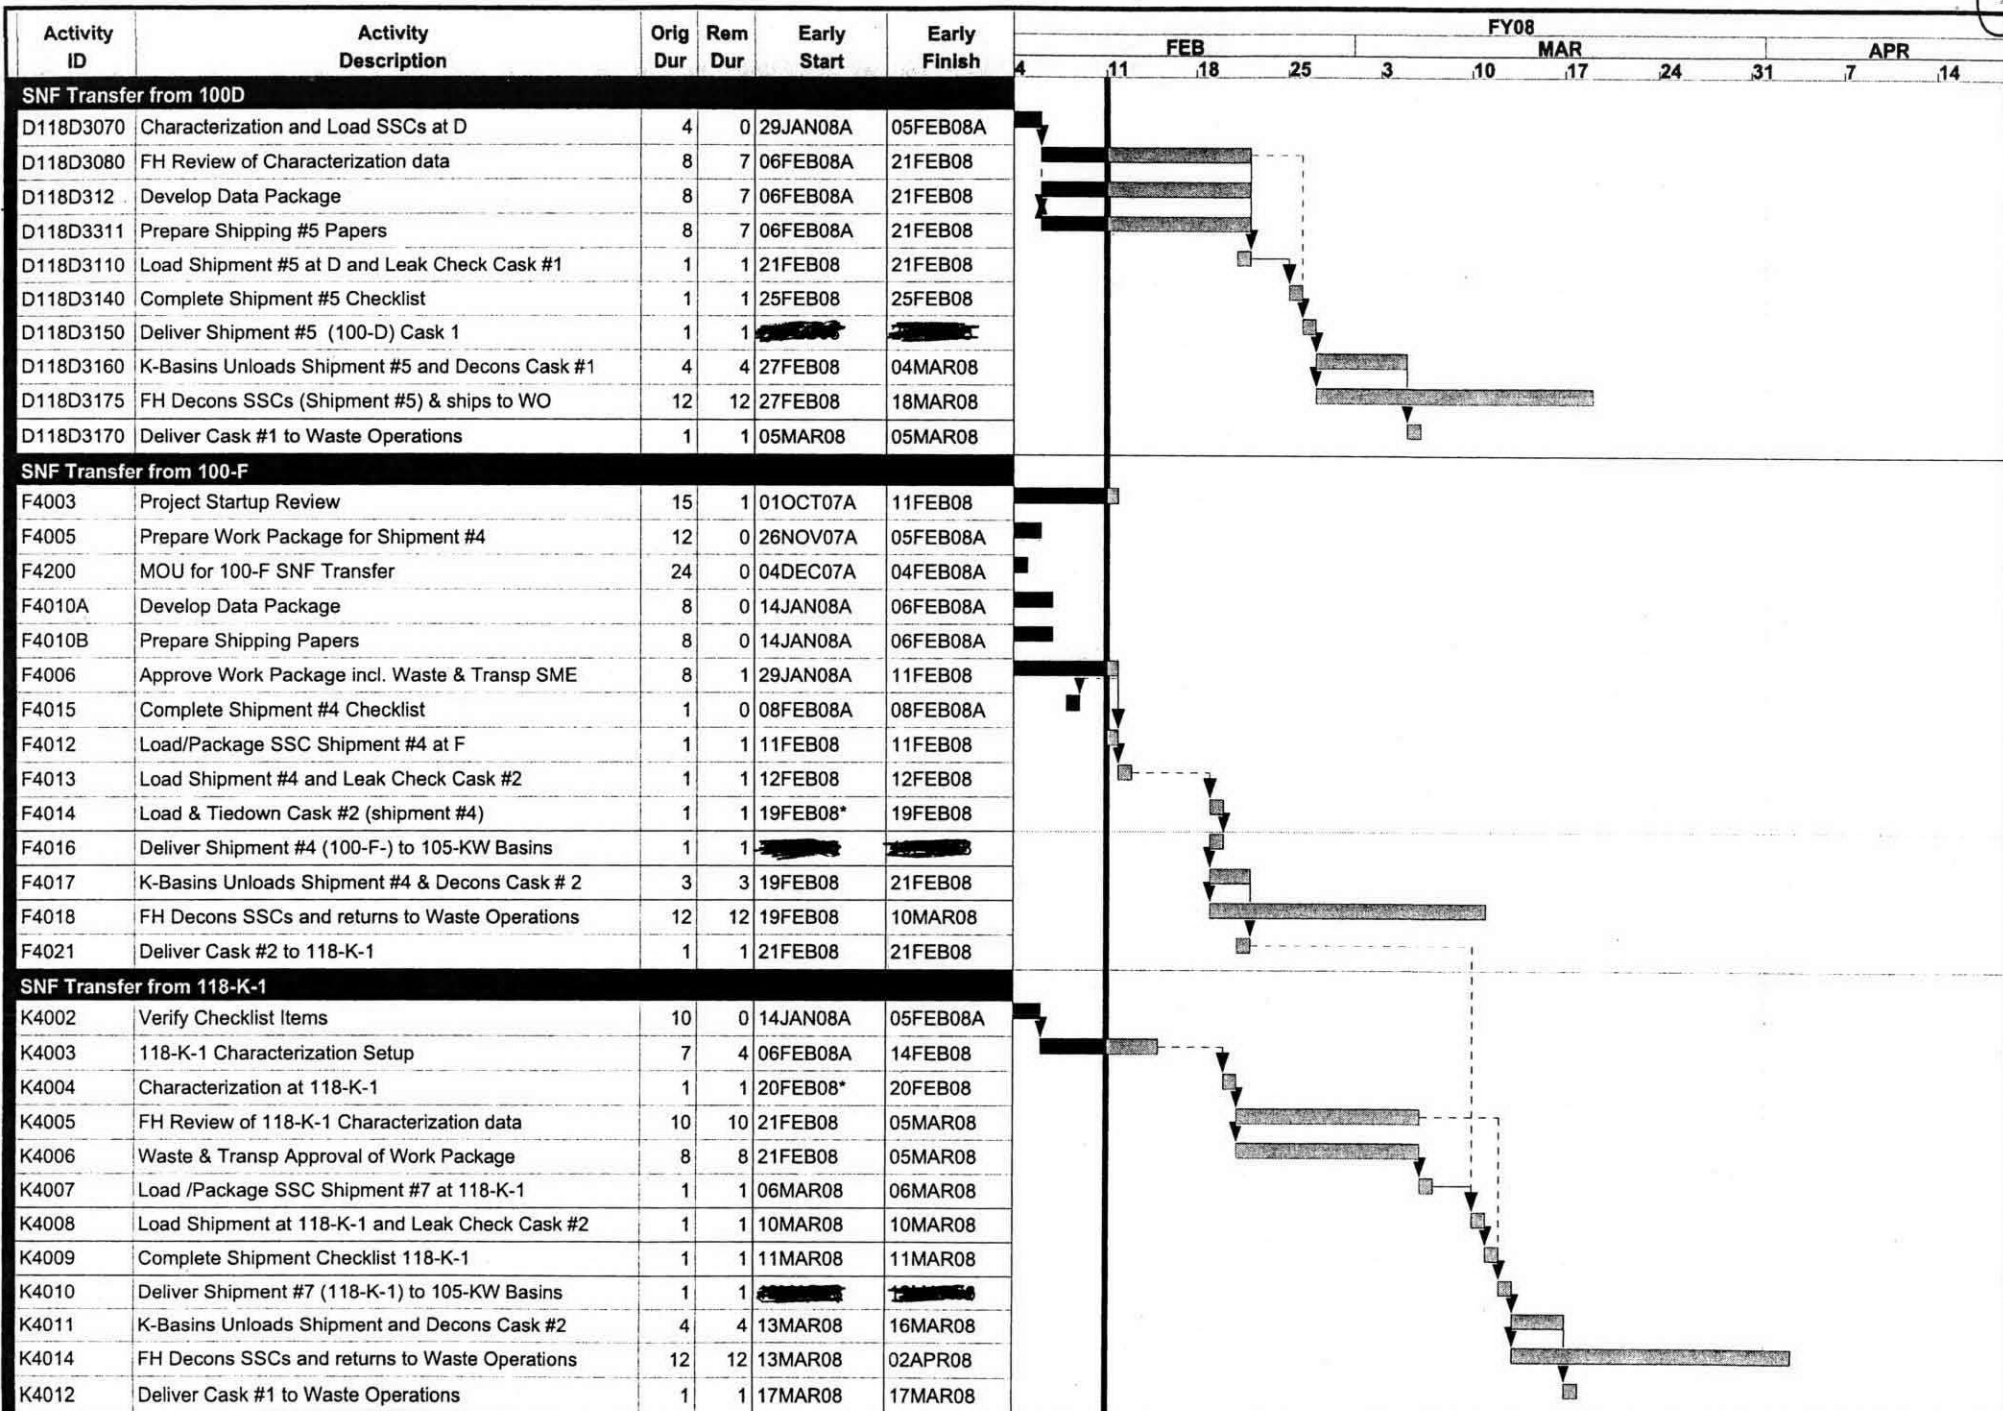 Activity ID Activity Description Orig Dur Rem Dur Early Start Early Finish
FY08
FEB MAR APR
4 11 18 25 3 10 17 24 31 7 14
SNF Transfer from 100D
D118D3070 Characterization and Load SSCs at D 4 0 29JAN08A 05FEB08A
D118D3080 FH Review of Characterization data 8 7 06FEB08A 21FEB08
D118D312 Develop Data Package 8 7 06FEB08A 21FEB08
D118D3311 Prepare Shipping #5 Papers 8 7 06FEB08A 21FEB08
D118D3110 Load Shipment #5 at D and Leak Check Cask #1 1 1 21FEB08 21FEB08
D118D3140 Complete Shipment #5 Checklist 1 1 25FEB08 25FEB08
D118D3150 Deliver Shipment #5 (100-D) Cask 1 1 1
D118D3160 K-Basins Unloads Shipment #5 and Decons Cask #1 4 4 27FEB08 04MAR08
D118D3175 FH Decons SSCs (Shipment #5) & ships to WO 12 12 27FEB08 18MAR08
D118D3170 Deliver Cask #1 to Waste Operations 1 1 05MAR08 05MAR08
SNF Transfer from 100-F
F4003 Project Startup Review 15 1 01OCT07A 11FEB08
F4005 Prepare Work Package for Shipment #4 12 0 26NOV07A 05FEB08A
F4200 MOU for 100-F SNF Transfer 24 0 04DEC07A 04FEB08A
F4010A Develop Data Package 8 0 14JAN08A 06FEB08A
F4010B Prepare Shipping Papers 8 0 14JAN08A 06FEB08A
F4006 Approve Work Package incl. Waste & Transp SME 8 1 29JAN08A 11FEB08
F4015 Complete Shipment #4 Checklist 1 0 08FEB08A 08FEB08A
F4012 Load/Package SSC Shipment #4 at F 1 1 11FEB08 11FEB08
F4013 Load Shipment #4 and Leak Check Cask #2 1 1 12FEB08 12FEB08
F4014 Load & Tiedown Cask #2 (shipment #4) 1 1 19FEB08* 19FEB08
F4016 Deliver Shipment #4 (100-F-) to 105-KW Basins 1 1
F4017 K-Basins Unloads Shipment #4 & Decons Cask # 2 3 3 19FEB08 21FEB08
F4018 FH Decons SSCs and returns to Waste Operations 12 12 19FEB08 10MAR08
F4021 Deliver Cask #2 to 118-K-1 1 1 21FEB08 21FEB08
SNF Transfer from 118-K-1
K4002 Verify Checklist Items 10 0 14JAN08A 05FEB08A
K4003 118-K-1 Characterization Setup 7 4 06FEB08A 14FEB08
K4004 Characterization at 118-K-1 1 1 20FEB08* 20FEB08
K4005 FH Review of 118-K-1 Characterization data 10 10 21FEB08 05MAR08
K4006 Waste & Transp Approval of Work Package 8 8 21FEB08 05MAR08
K4007 Load /Package SSC Shipment #7 at 118-K-1 1 1 06MAR08 06MAR08
K4008 Load Shipment at 118-K-1 and Leak Check Cask #2 1 1 10MAR08 10MAR08
K4009 Complete Shipment Checklist 118-K-1 1 1 11MAR08 11MAR08
K4010 Deliver Shipment #7 (118-K-1) to 105-KW Basins 1 1
K4011 K-Basins Unloads Shipment and Decons Cask #2 4 4 13MAR08 16MAR08
K4014 FH Decons SSCs and returns to Waste Operations 12 12 13MAR08 02APR08
K4012 Deliver Cask #1 to Waste Operations 1 1 17MAR08 17MAR08